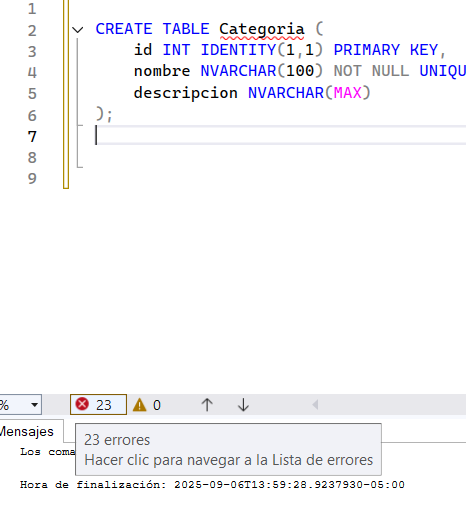 1
2 CREATE TABLE Categoria (
3 id INT IDENTITY(1,1) PRIMARY KEY,
4 nombre NVARCHAR(100) NOT NULL UNIQU
5 descripcion NVARCHAR(MAX)
6 );
7
8
9
% 23 0
Mensajes
23 errores
Los coma
Hacer clic para navegar a la Lista de errores
Hora de finalización: 2025-09-06T13:59:28.9237930-05:00